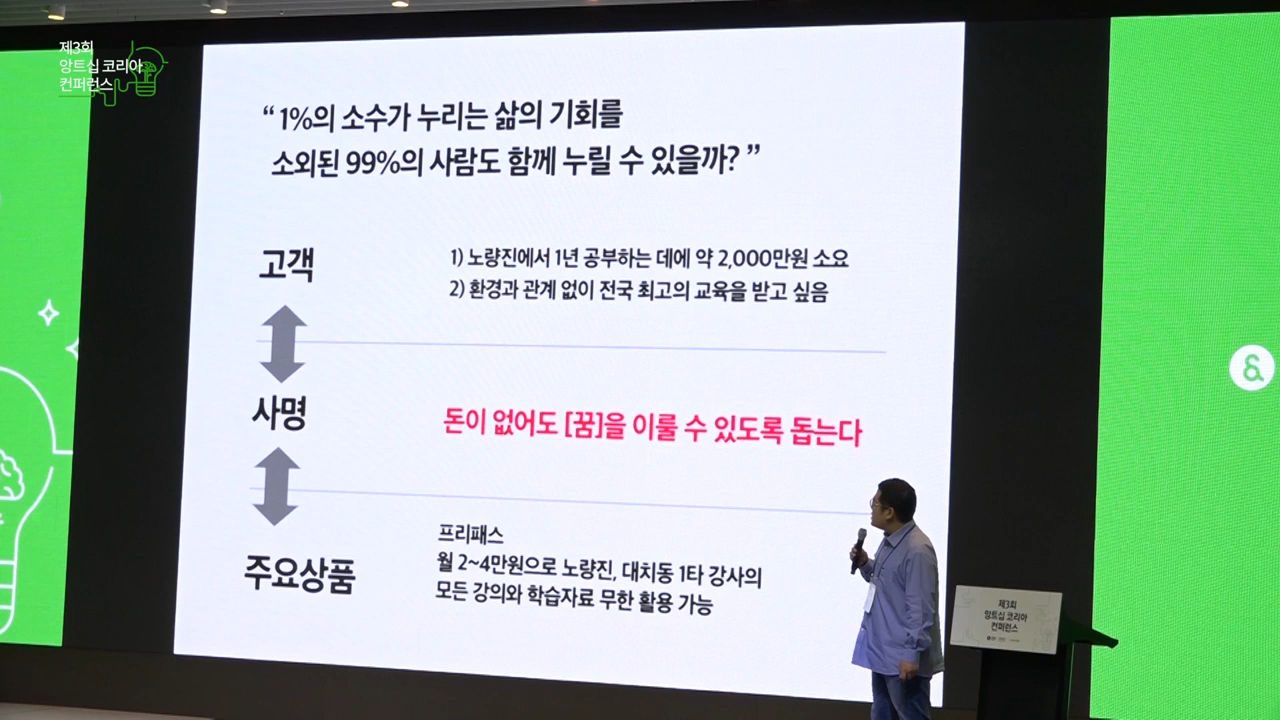 제3회
앙트십 코리아
컨퍼런스
“ 1%의 소수가 누리는 삶의 기회를
소외된 99%의 사람도 함께 누릴 수 있을까? ”
고객
1) 노량진에서 1년 공부하는 데에 약 2,000만원 소요
2) 환경과 관계 없이 전국 최고의 교육을 받고 싶음
사명
돈이 없어도 [꿈]을 이룰 수 있도록 돕는다
주요상품
프리패스
월 2~4만원으로 노량진, 대치동 1타 강사의
모든 강의와 학습자료 무한 활용 가능
제3회
앙트십 코리아
컨퍼런스